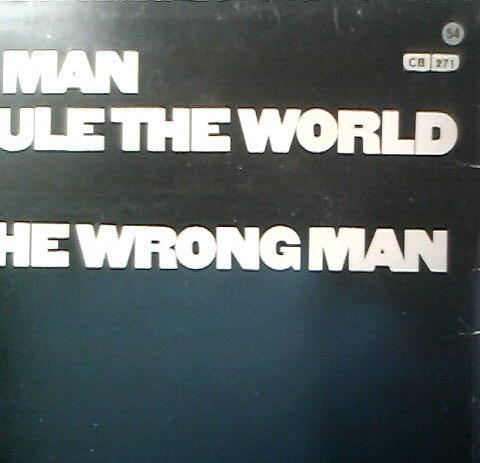 54
CB 271
MAN
ULE THE WORLD
HE WRONG MAN